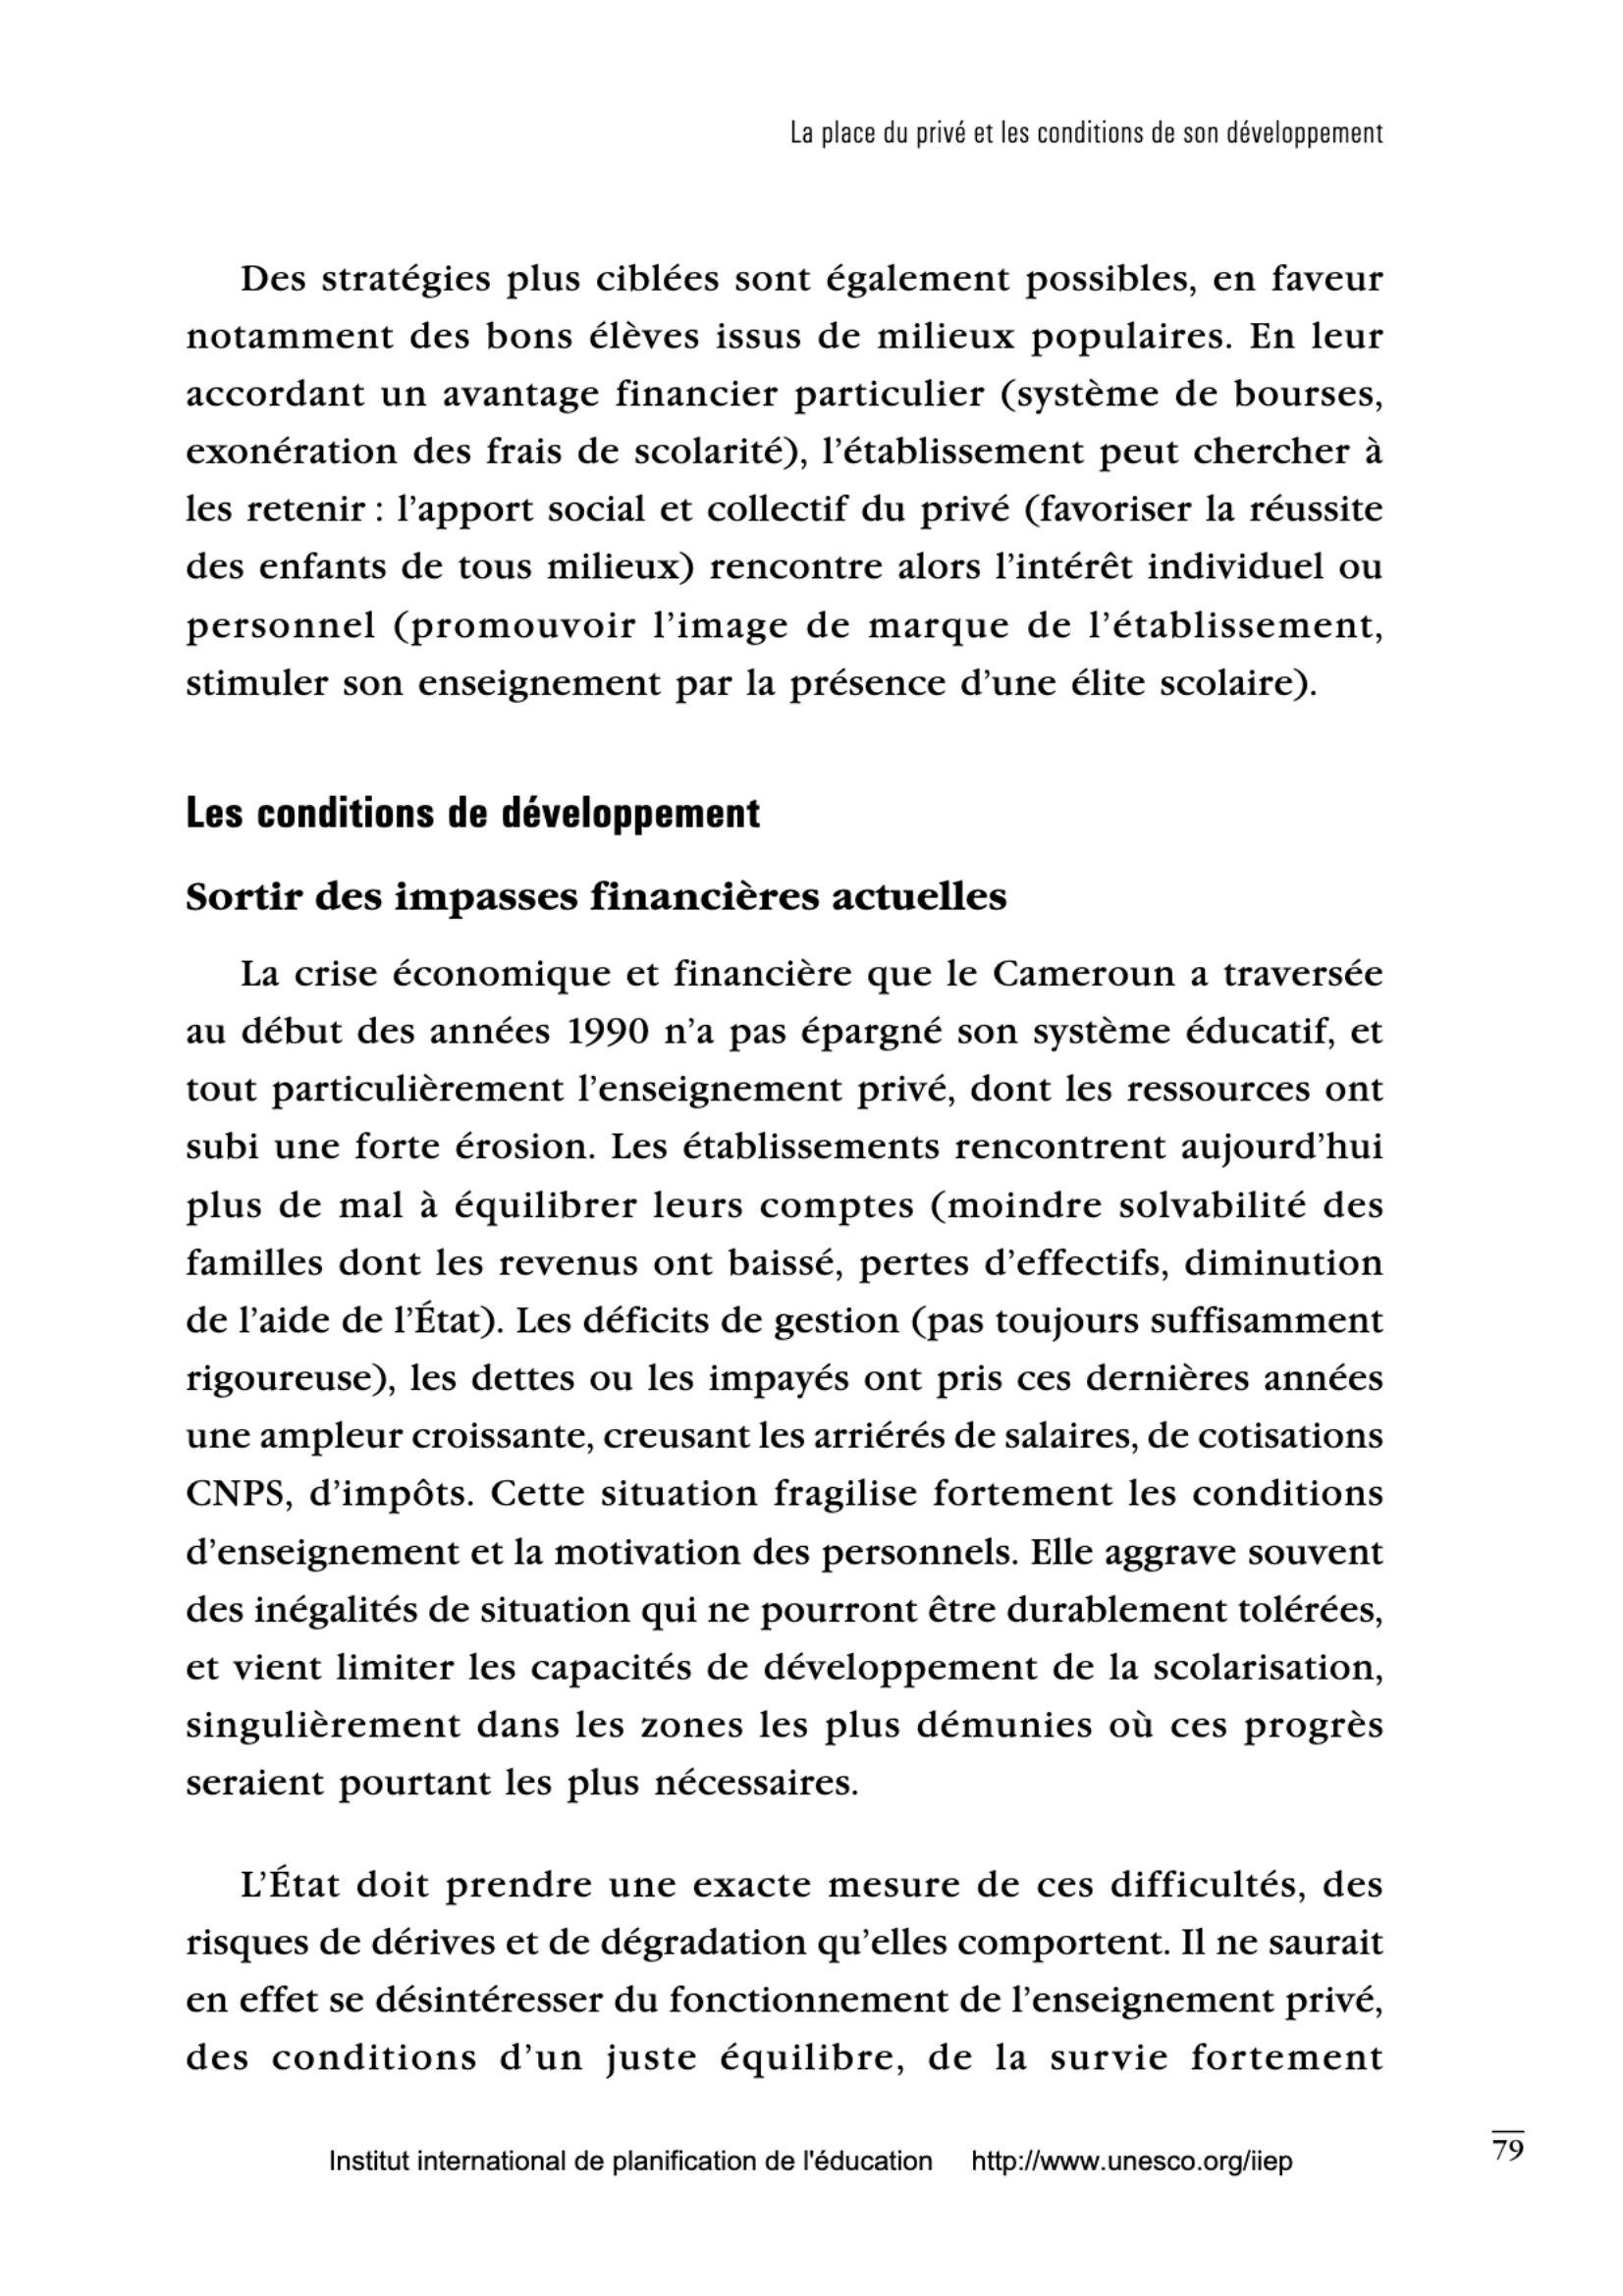 La place du privé et les conditions de son développement
Des stratégies plus ciblées sont également possibles, en faveur
notamment des bons élèves issus de milieux populaires. En leur
accordant un avantage financier particulier (système de bourses,
exonération des frais de scolarité), l’établissement peut chercher à
les retenir : l’apport social et collectif du privé (favoriser la réussite
des enfants de tous milieux) rencontre alors l’intérêt individuel ou
personnel (promouvoir l’image de marque de l’établissement,
stimuler son enseignement par la présence d’une élite scolaire).
Les conditions de développement
Sortir des impasses financières actuelles
La crise économique et financière que le Cameroun a traversée
au début des années 1990 n’a pas épargné son système éducatif, et
tout particulièrement l’enseignement privé, dont les ressources ont
subi une forte érosion. Les établissements rencontrent aujourd’hui
plus de mal à équilibrer leurs comptes (moindre solvabilité des
familles dont les revenus ont baissé, pertes d’effectifs, diminution
de l’aide de l’État). Les déficits de gestion (pas toujours suffisamment
rigoureuse), les dettes ou les impayés ont pris ces dernières années
une ampleur croissante, creusant les arriérés de salaires, de cotisations
CNPS, d’impôts. Cette situation fragilise fortement les conditions
d’enseignement et la motivation des personnels. Elle aggrave souvent
des inégalités de situation qui ne pourront être durablement tolérées,
et vient limiter les capacités de développement de la scolarisation,
singulièrement dans les zones les plus démunies où ces progrès
seraient pourtant les plus nécessaires.
L’État doit prendre une exacte mesure de ces difficultés, des
risques de dérives et de dégradation qu’elles comportent. Il ne saurait
en effet se désintéresser du fonctionnement de l’enseignement privé,
des conditions d’un juste équilibre, de la survie fortement
79
Institut international de planification de l'éducation http://www.unesco.org/iiep